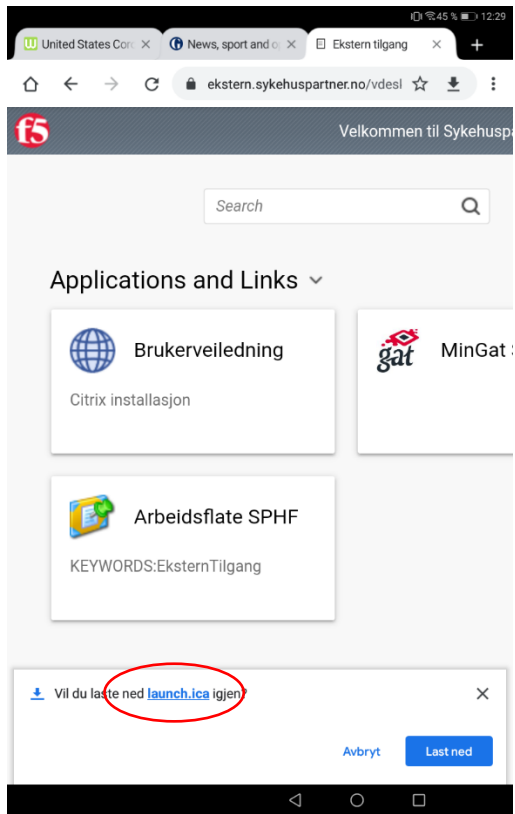 45 % 12:29
United States Corc
News, sport and o
Ekstern tilgang
ekstern.sykehuspartner.no/vdesl
f5
Velkommen til Sykehuspa
Search
Applications and Links
Brukerveiledning
Citrix installasjon
gat
MinGat S
Arbeidsflate SPHF
KEYWORDS:EksternTilgang
Vil du laste ned launch.ica igjen?
Avbryt
Last ned